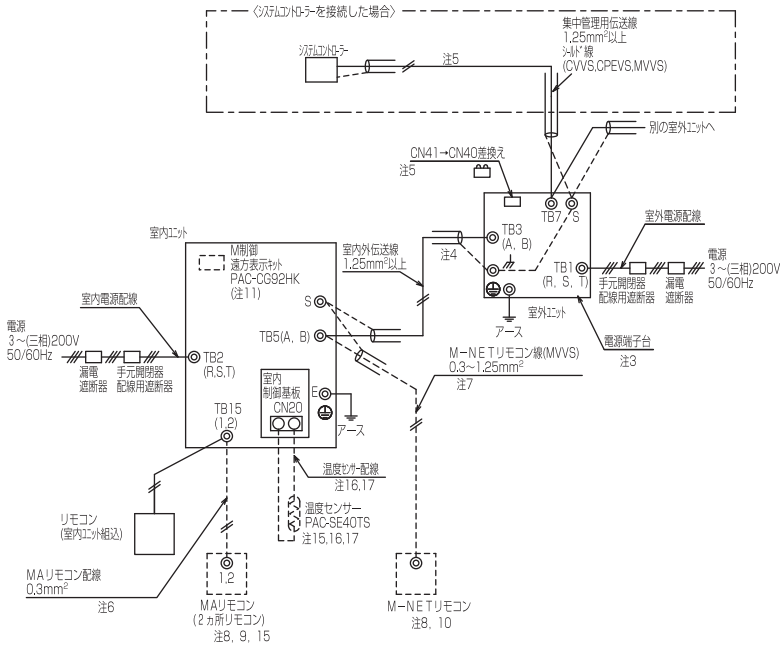 〈システムコントローラーを接続した場合〉
システムコントローラー
注5
集中管理用伝送線
1.25mm²以上
シールド線
(CVVS,CPEVS,MVVS)
別の室外ユニットへ
CN41→CN40差換え
注5
TB7
S
TB3
(A, B)
TB1
(R, S, T)
室外電源配線
電源
3〜(三相)200V
50/60Hz
手元開閉器
配線用遮断器
漏電
遮断器
アース
室外ユニット
電源端子台
注3
注4
室内外伝送線
1.25mm²以上
室内ユニット
M制御
遠方表示キット
PAC-CG92HK
(注11)
室内電源配線
電源
3〜(三相)200V
50/60Hz
漏電
遮断器
手元開閉器
配線用遮断器
TB2
(R,S,T)
S
TB5(A, B)
M-NETリモコン線(MVVS)
0.3〜1.25mm²
注7
室内
制御基板
CN20
E
アース
TB15
(1,2)
温度センサー配線
注16,17
温度センサー
PAC-SE40TS
注15,16,17
リモコン
(室内ユニット組込)
MAリモコン配線
0.3mm²
注6
1,2
MAリモコン
(2ヵ所リモコン)
注8, 9, 15
M-NETリモコン
注8, 10